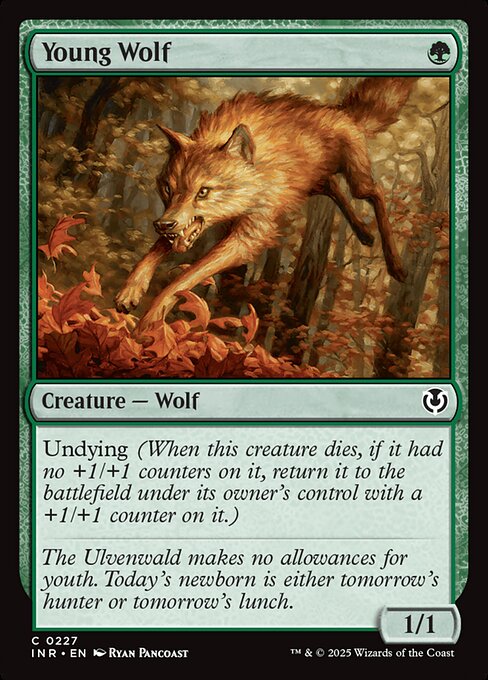 Young Wolf
Creature — Wolf
Undying (When this creature dies, if it had
no +1/+1 counters on it, return it to the
battlefield under its owner's control with a
+1/+1 counter on it.)
The Ulvenwald makes no allowances for
youth. Today's newborn is either tomorrow's
hunter or tomorrow's lunch.
1/1
C 0227
INR • EN Ryan Pancoast
™ & © 2025 Wizards of the Coast